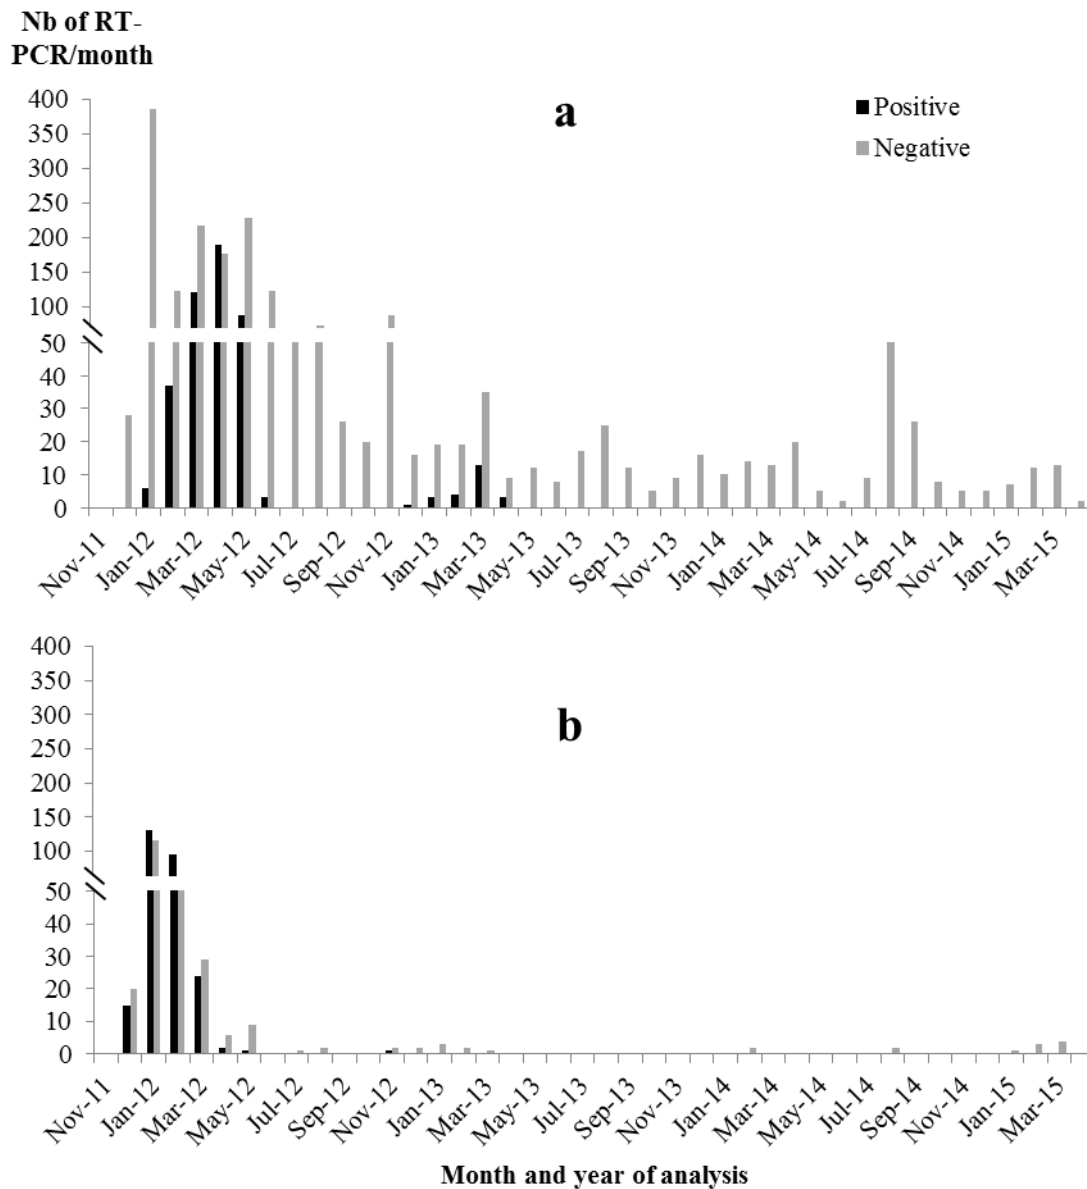 Nb of RT-
PCR/month
a
Positive
Negative
400
350
300
250
200
150
100
50
40
30
20
10
0
Nov-11
Jan-12
Mar-12
May-12
Jul-12
Sep-12
Nov-12
Jan-13
Mar-13
May-13
Jul-13
Sep-13
Nov-13
Jan-14
Mar-14
May-14
Jul-14
Sep-14
Nov-14
Jan-15
Mar-15
b
400
350
300
250
200
150
100
50
40
30
20
10
0
Nov-11
Jan-12
Mar-12
May-12
Jul-12
Sep-12
Nov-12
Jan-13
Mar-13
May-13
Jul-13
Sep-13
Nov-13
Jan-14
Mar-14
May-14
Jul-14
Sep-14
Nov-14
Jan-15
Mar-15
Month and year of analysis